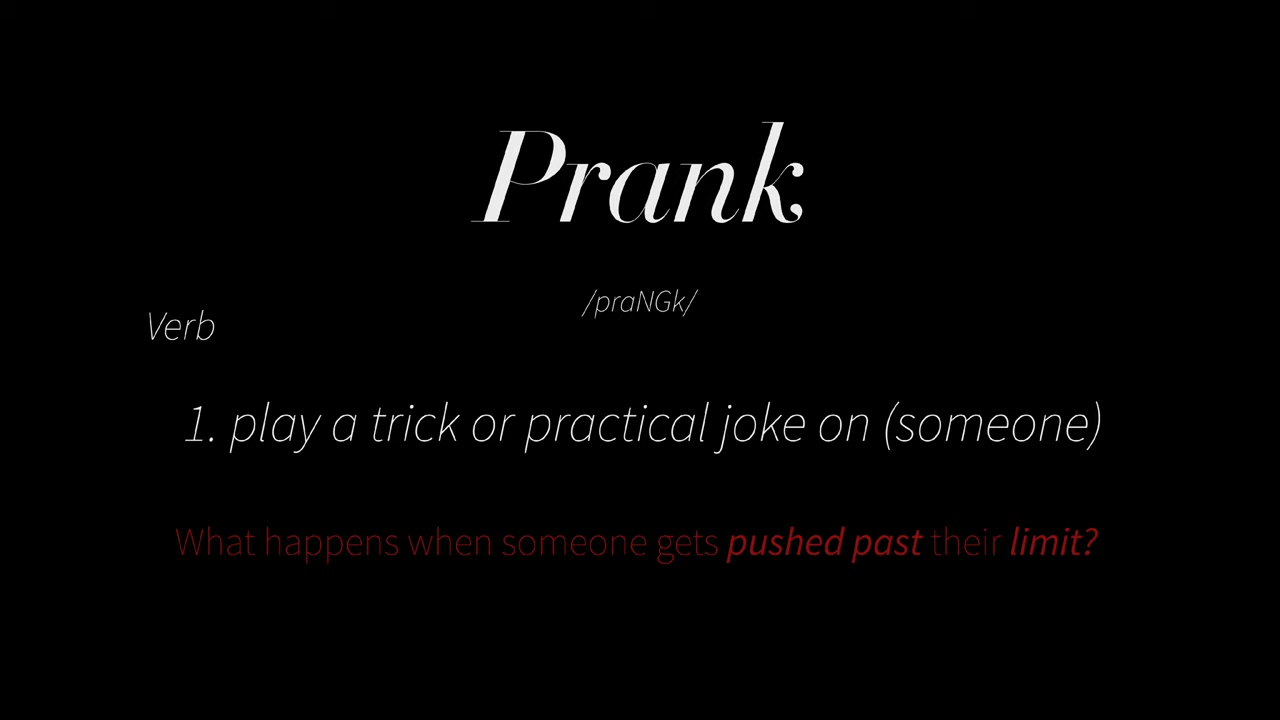 Prank
/praNGk/
Verb
1. play a trick or practical joke on (someone)
What happens when someone gets pushed past their limit?